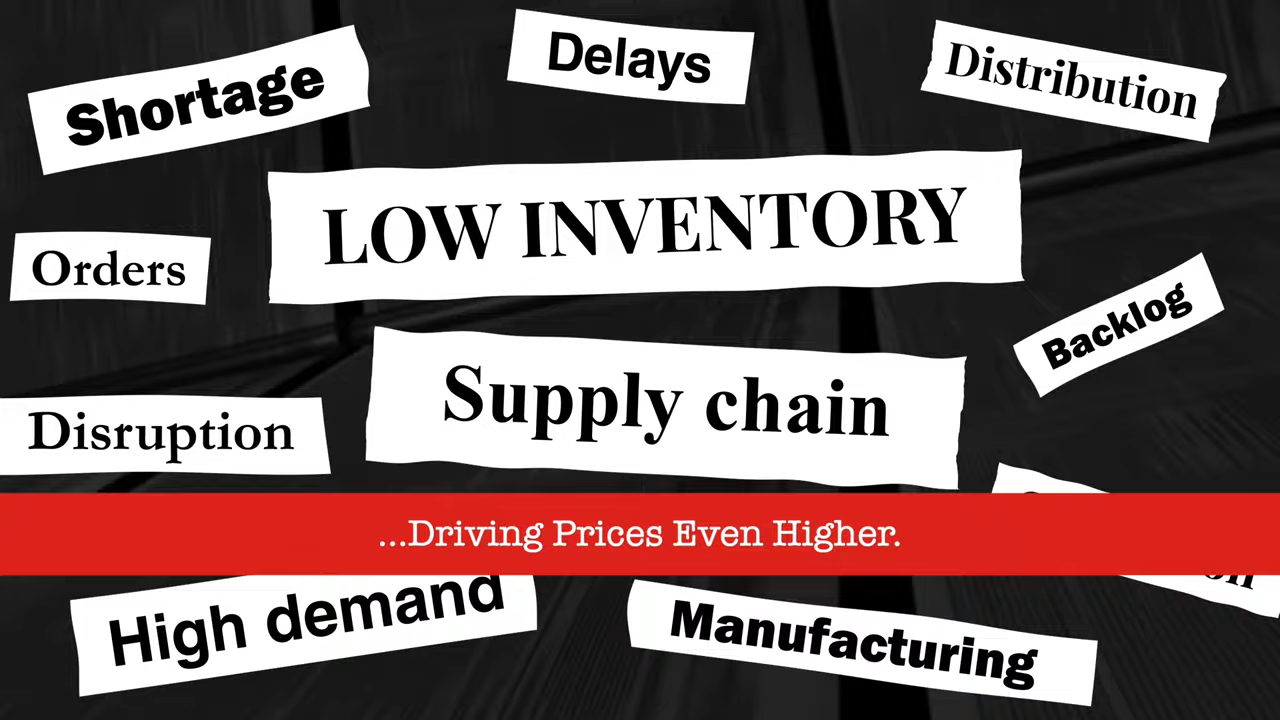 Shortage
Delays
Distribution
LOW INVENTORY
Orders
Backlog
Supply chain
Disruption
...Driving Prices Even Higher.
High demand
Manufacturing